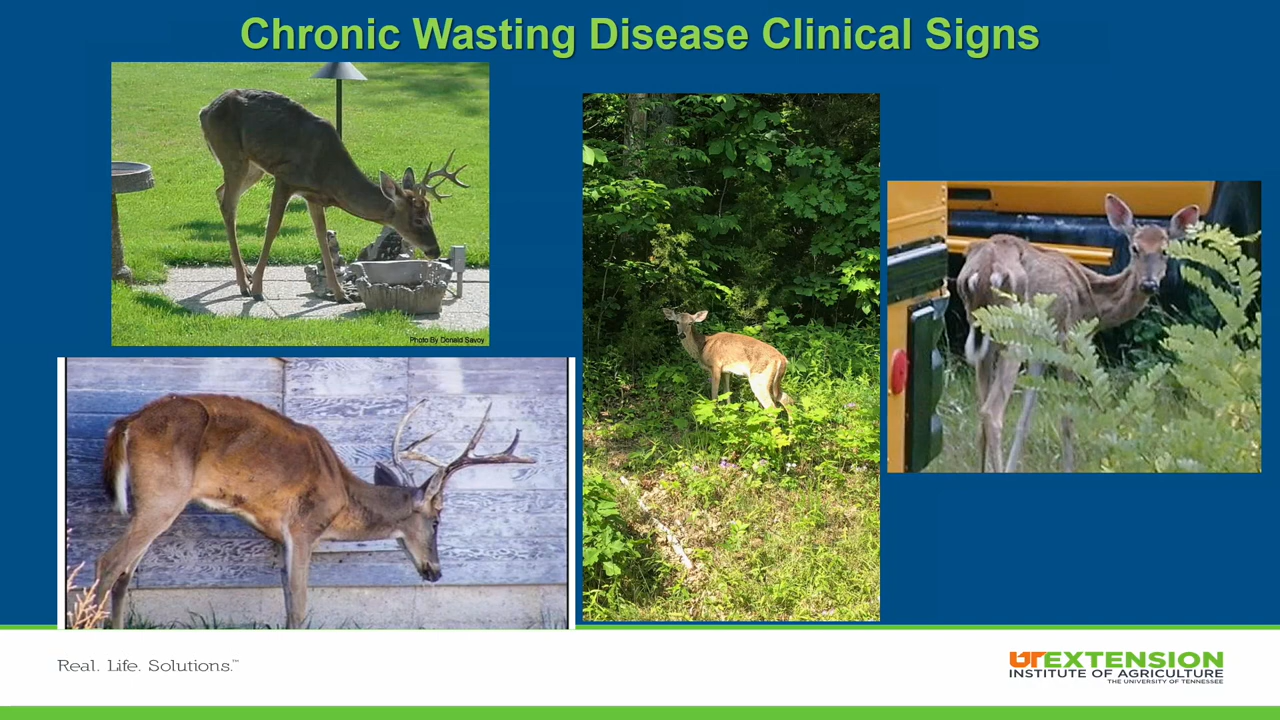 Chronic Wasting Disease Clinical Signs
Photo By Donald Savoy
Real. Life. Solutions.™
UTEXTENSION
INSTITUTE OF AGRICULTURE
THE UNIVERSITY OF TENNESSEE